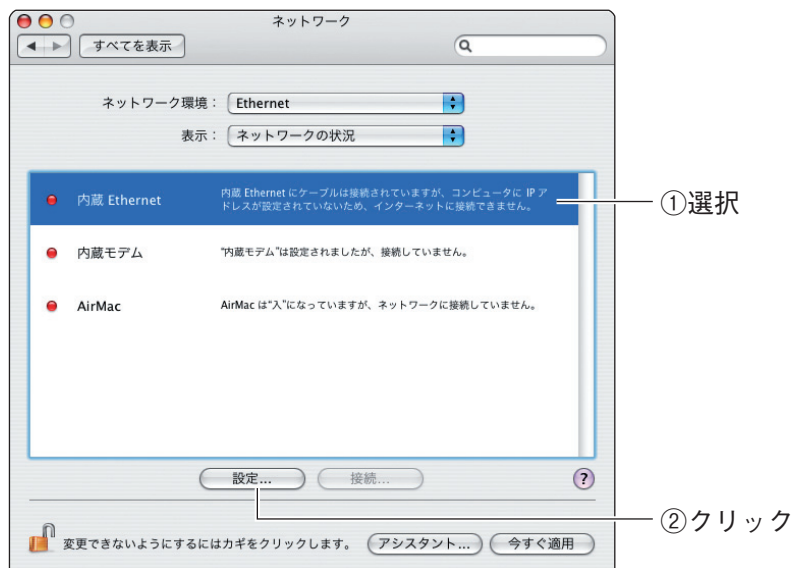 ネットワーク
すべてを表示
ネットワーク環境： Ethernet
表示： ネットワークの状況
内蔵 Ethernet
内蔵 Ethernet にケーブルは接続されていますが、コンピュータに IP ア
ドレスが設定されていないため、インターネットに接続できません。
①選択
内蔵モデム
“内蔵モデム”は設定されましたが、接続していません。
AirMac
AirMac は“入”になっていますが、ネットワークに接続していません。
設定...
接続...
?
②クリック
変更できないようにするにはカギをクリックします。
アシスタント...
今すぐ適用